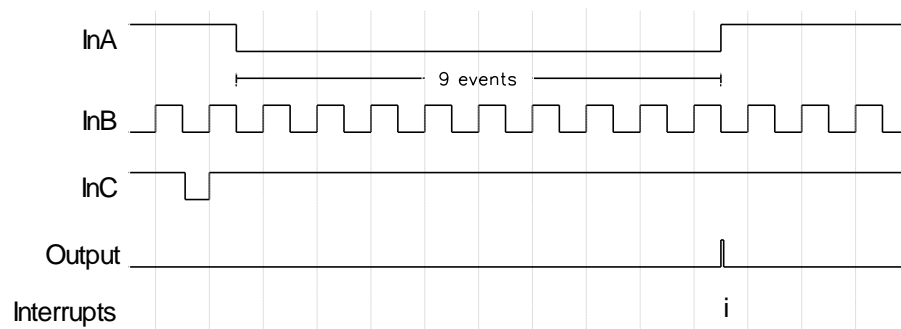 InA
9 events
InB
InC
Output
Interrupts i